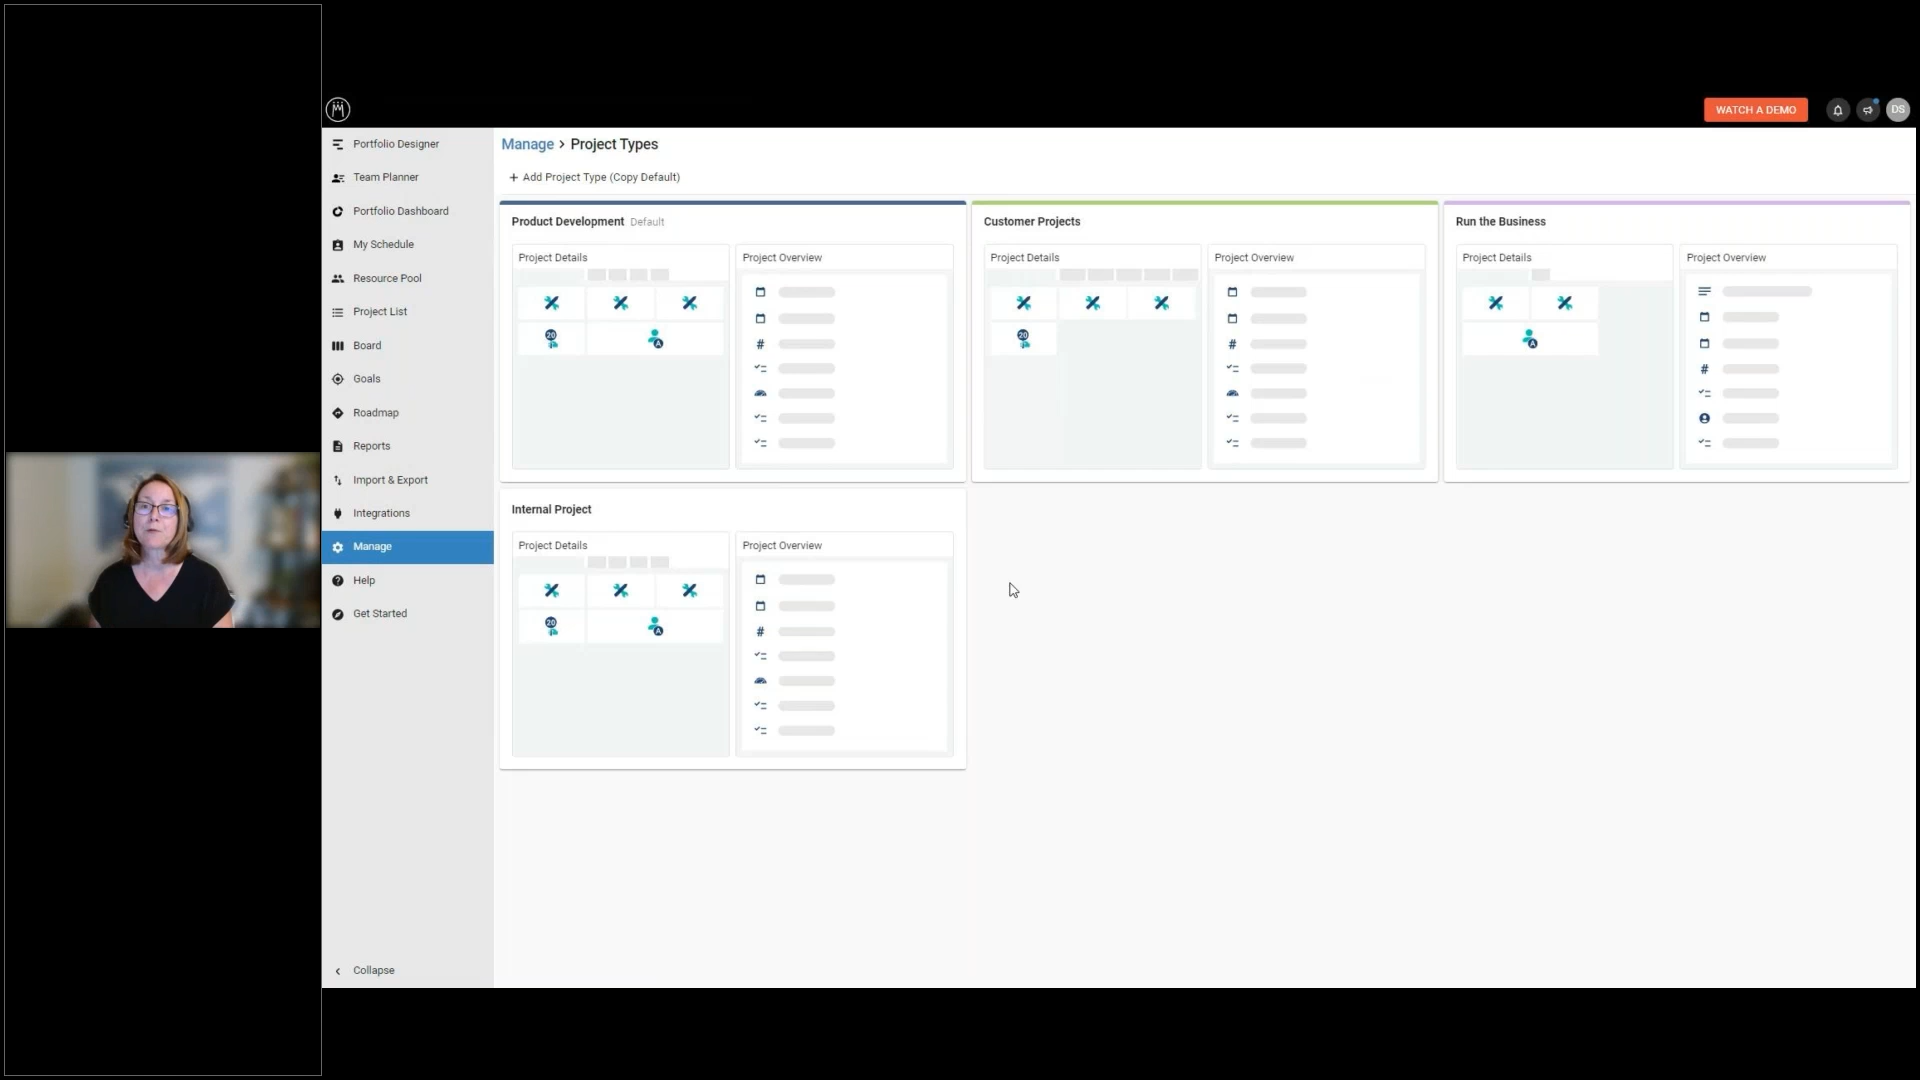 WATCH A DEMO
DS
Portfolio Designer
Team Planner
Portfolio Dashboard
My Schedule
Resource Pool
Project List
Board
Goals
Roadmap
Reports
Import & Export
Integrations
Manage
Help
Get Started
Collapse
Manage > Project Types
+ Add Project Type (Copy Default)
Product Development Default
Project Details
Project Overview
20
A
Customer Projects
Project Details
Project Overview
20
Run the Business
Project Details
Project Overview
A
Internal Project
Project Details
Project Overview
20
A